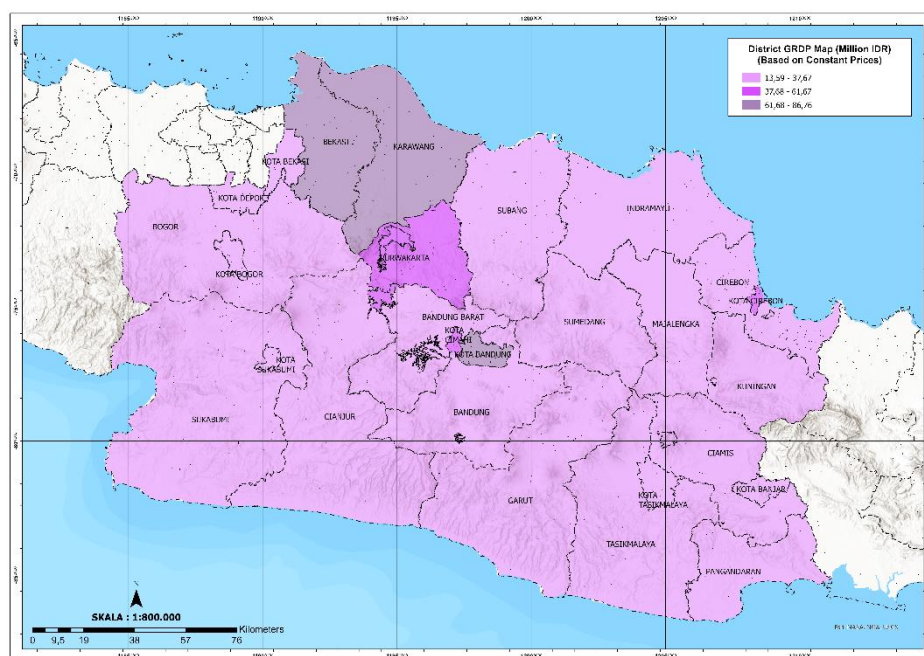 District GRDP Map (Million IDR)
(Based on Constant Prices)
13,59 - 37,67
37,68 - 61,67
61,68 - 86,76
BEKASI
KARAWANG
KOTA BEKASI
KOTA DEPOK
SUBANG
INDRAMAYU
BOGOR
KOTA BOGOR
PURWAKARTA
CIREBON
KOTA CIREBON
BANDUNG BARAT
SUMEDANG
MAJALENGKA
KOTA
CIMAHI
KOTA BANDUNG
KOTA
SUKABUMI
KUNINGAN
SUKABUMI
CIANJUR
BANDUNG
CIAMIS
GARUT
KOTA
TASIKMALAYA
KOTA BANJAR
TASIKMALAYA
PANGANDARAN
SKALA : 1:800.000
Kilometers
0 9,5 19 38 57 76